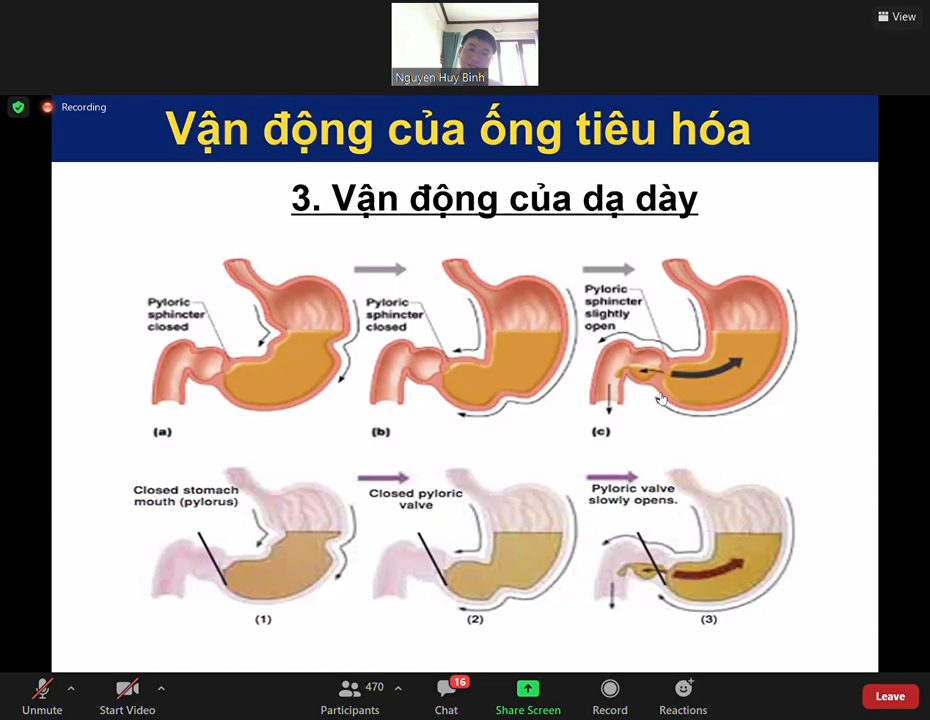 View
Nguyen Huy Binh
Recording
Vận động của ống tiêu hóa
3. Vận động của dạ dày
Pyloric
sphincter
closed
Pyloric
sphincter
closed
Pyloric
sphincter
slightly
open
(a)
(b)
(c)
Closed stomach
mouth (pylorus)
Closed pyloric
valve
Pyloric valve
slowly opens.
(1)
(2)
(3)
Unmute
Start Video
470
Participants
16
Chat
Share Screen
Record
Reactions
Leave